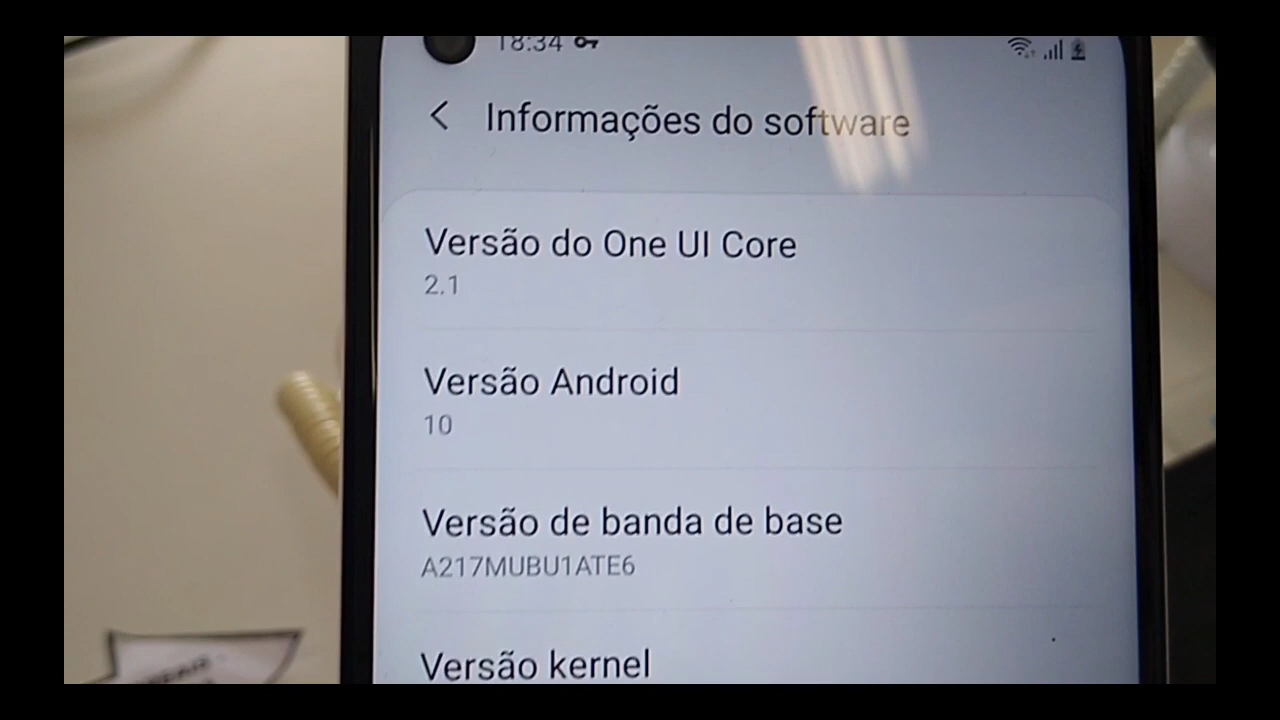 18:34
Informações do software
Versão do One UI Core
2.1
Versão Android
10
Versão de banda de base
A217MUBU1ATE6
Versão kernel